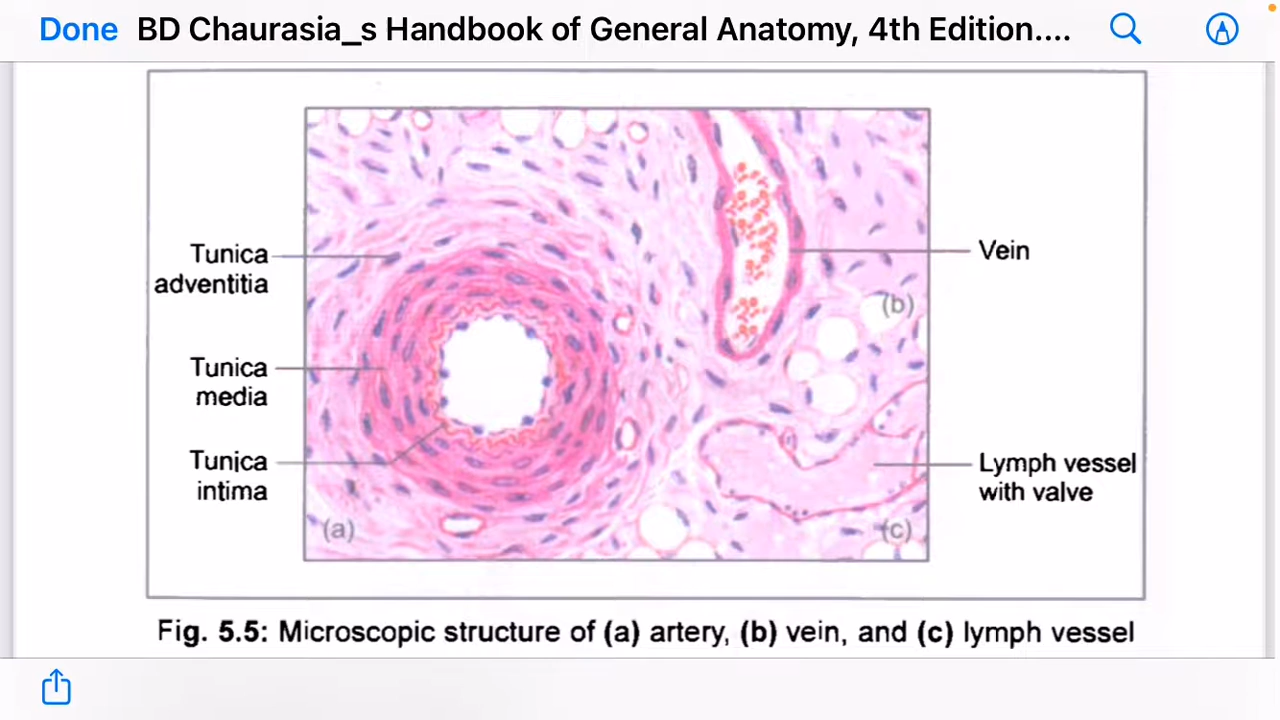 Done BD Chaurasia_s Handbook of General Anatomy, 4th Edition....
Tunica
adventitia
Tunica
media
Tunica
intima
(a)
Vein
(b)
Lymph vessel
with valve
(c)
Fig. 5.5: Microscopic structure of (a) artery, (b) vein, and (c) lymph vessel